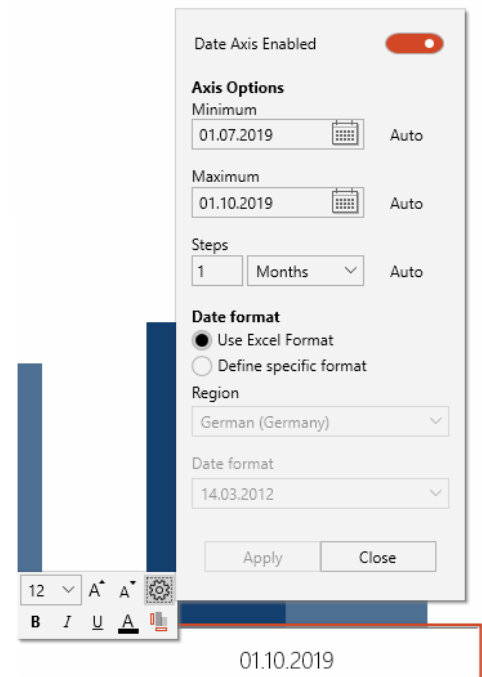 Date Axis Enabled
Axis Options
Minimum
01.07.2019 Auto
Maximum
01.10.2019 Auto
Steps
1 Months Auto
Date format
Use Excel Format
Define specific format
Region
German (Germany)
Date format
14.03.2012
Apply Close
12 A A
B I U A
01.10.2019